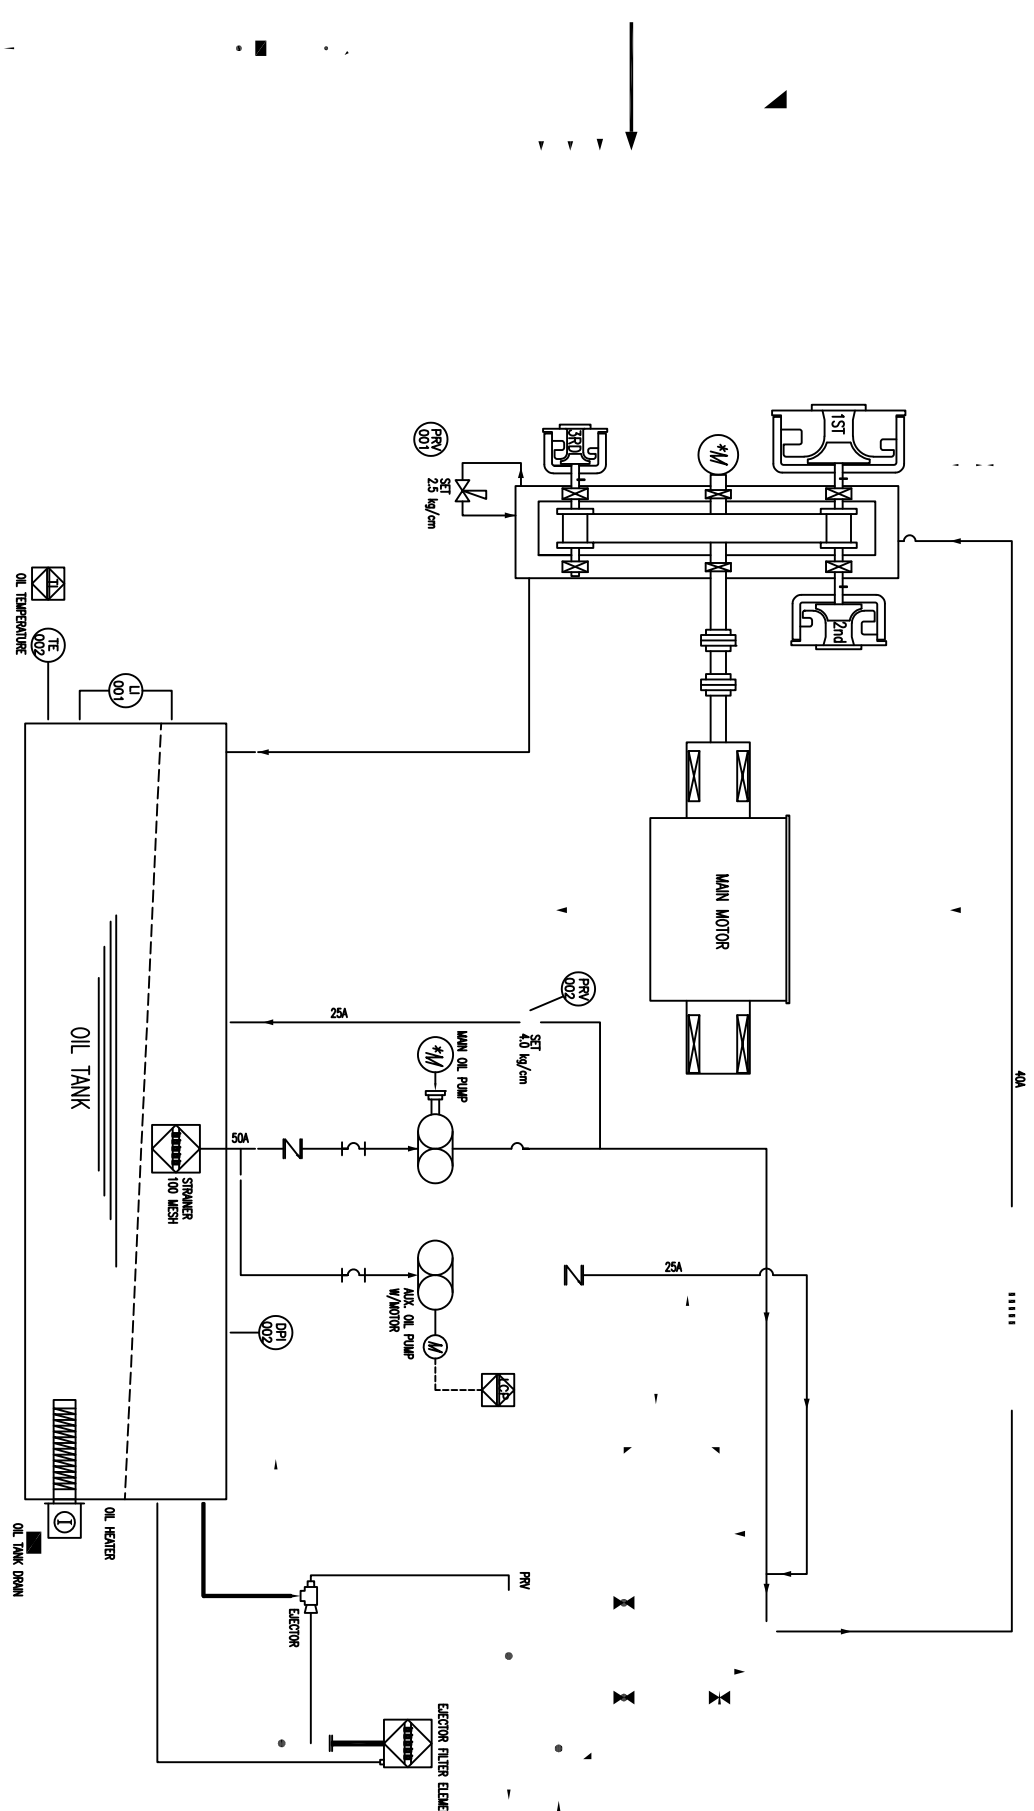 1ST
3RD
*M
2nd
PRV
001
SET
2.5 kg/cm
TI
OIL TEMPERATURE
TE
002
LI
001
MAIN MOTOR
PRV
002
SET
4.0 kg/cm
25A
MAIN OIL PUMP
*M
40A
OIL TANK
50A
STRAINER
100 MESH
25A
AUX. OIL PUMP
W/MOTOR
M
DPI
002
LCP
OIL HEATER
OIL TANK DRAIN
PRV
EJECTOR
EJECTOR FILTER ELEME